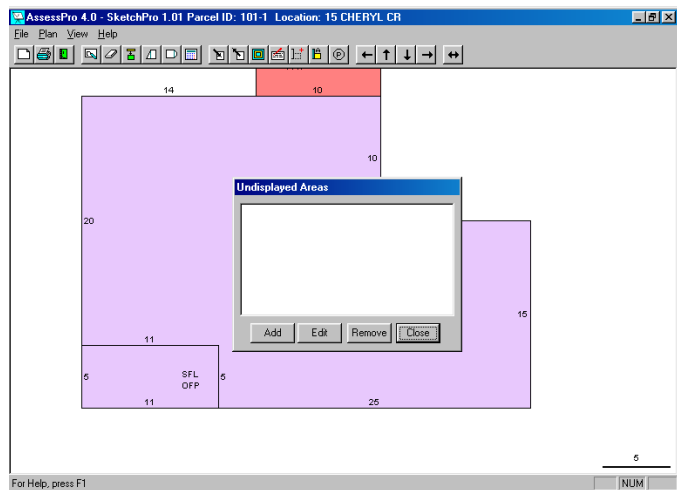 AssessPro 4.0 - SketchPro 1.01 Parcel ID: 101-1 Location: 15 CHERYL CR
File Plan View Help
P
14
10
10
Undisplayed Areas
20
15
Add Edit Remove Close
11
5
SFL
5
OFP
11
25
5
For Help, press F1
NUM